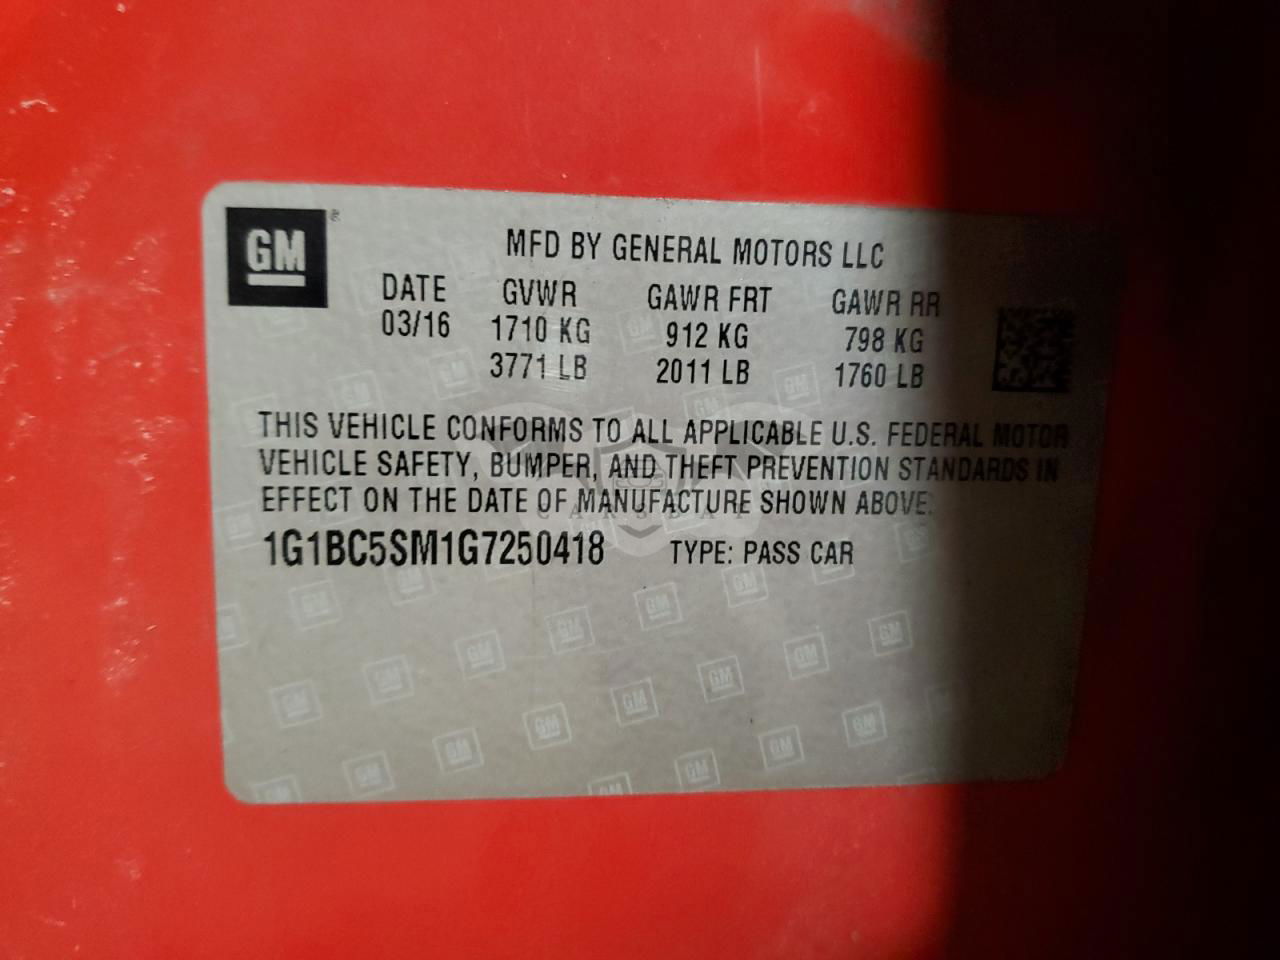 GM
MFD BY GENERAL MOTORS LLC
DATE GVWR GAWR FRT GAWR RR
03/16 1710 KG 912 KG 798 KG
3771 LB 2011 LB 1760 LB
THIS VEHICLE CONFORMS TO ALL APPLICABLE U.S. FEDERAL MOTOR
VEHICLE SAFETY, BUMPER, AND THEFT PREVENTION STANDARDS IN
EFFECT ON THE DATE OF MANUFACTURE SHOWN ABOVE.
1G1BC5SM1G7250418 TYPE: PASS CAR